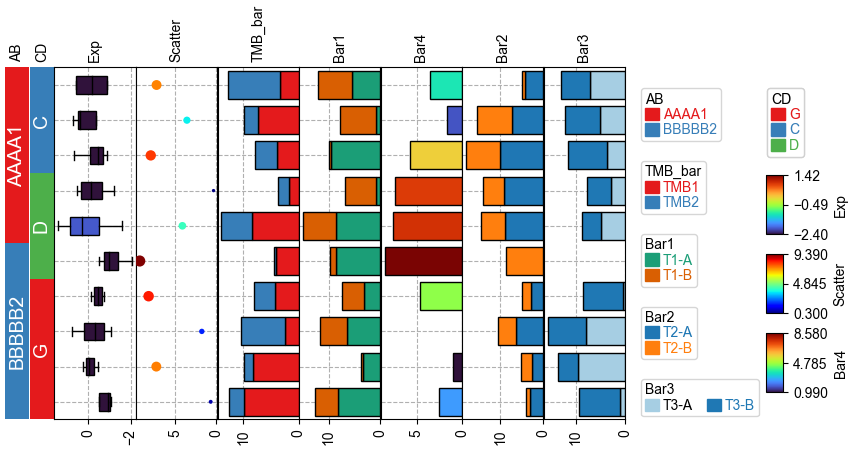 AB
CD
Exp
Scatter
TMB_bar
Bar1
Bar4
Bar2
Bar3
AAAA1
BBBBB2
C
D
G
0
−2
5
0
10
0
10
0
5
0
10
0
10
0
AB
AAAA1
BBBBB2
TMB_bar
TMB1
TMB2
Bar1
T1-A
T1-B
Bar2
T2-A
T2-B
Bar3
T3-A
T3-B
CD
G
C
D
1.42
−0.49
−2.40
Exp
9.390
4.845
0.300
Scatter
8.580
4.785
0.990
Bar4